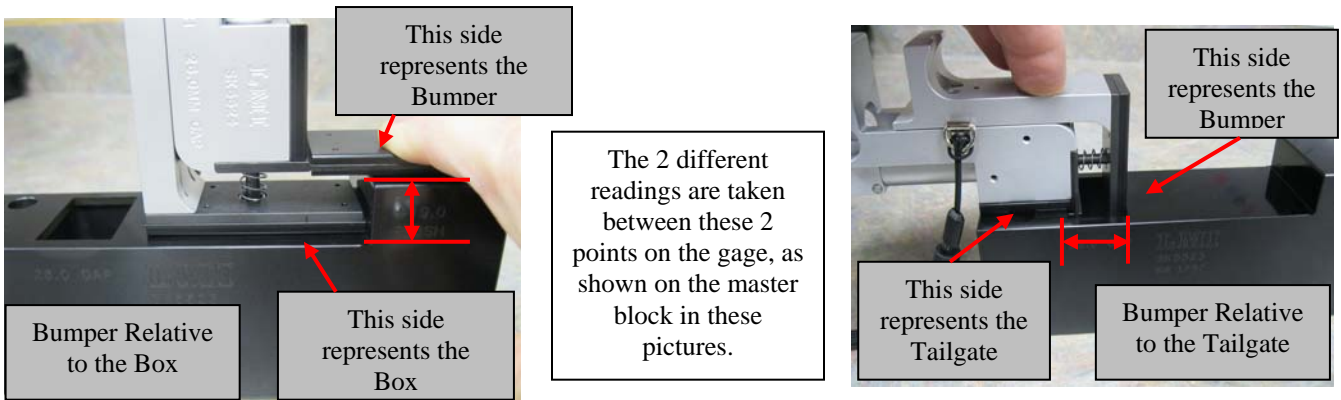 This side
represents the
Bumper
This side
represents the
Box
Bumper Relative
to the Box
The 2 different
readings are taken
between these 2
points on the gage, as
shown on the master
block in these
pictures.
This side
represents the
Bumper
This side
represents the
Tailgate
Bumper Relative
to the Tailgate
LMI